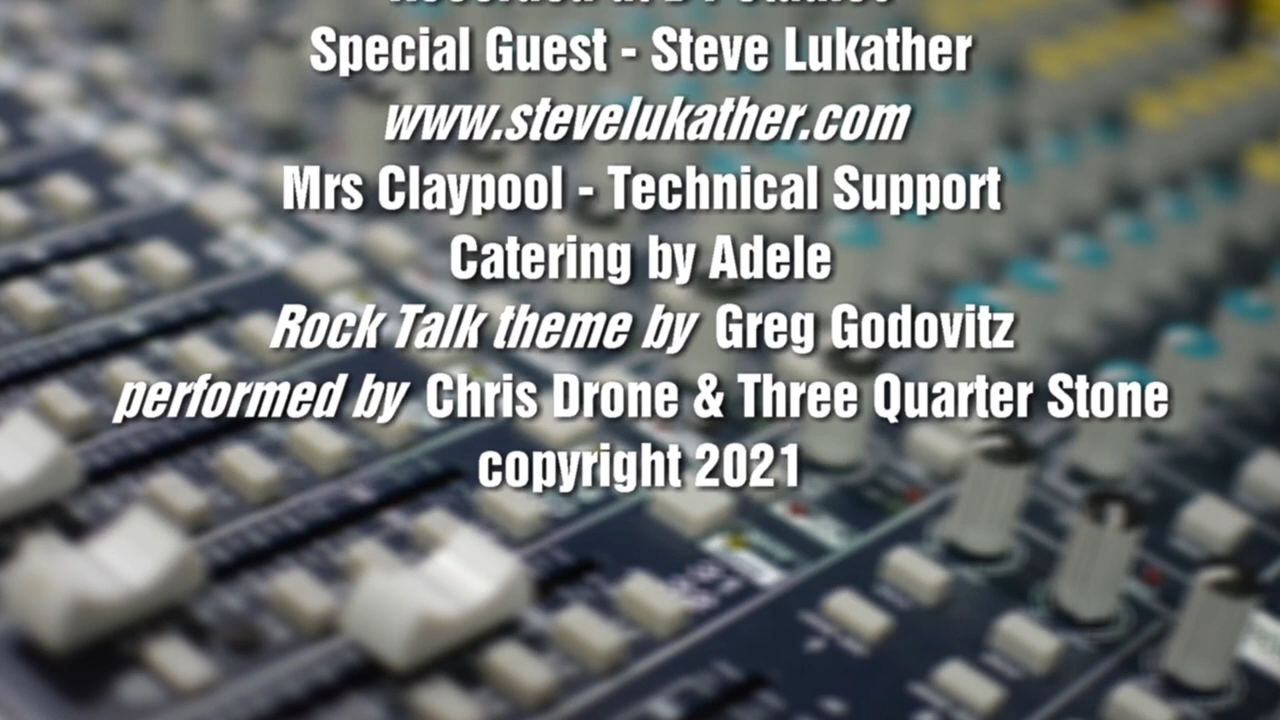 Special Guest - Steve Lukather
www.stevelukather.com
Mrs Claypool - Technical Support
Catering by Adele
Rock Talk theme by Greg Godovitz
performed by Chris Drone & Three Quarter Stone
copyright 2021